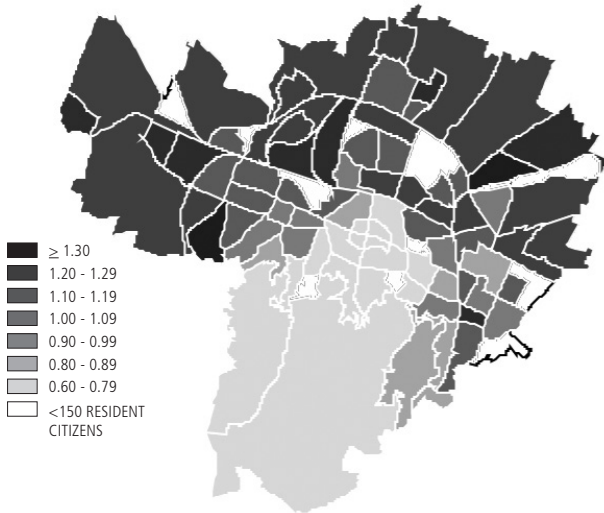 ≥ 1.30
1.20 - 1.29
1.10 - 1.19
1.00 - 1.09
0.90 - 0.99
0.80 - 0.89
0.60 - 0.79
<150 RESIDENT
CITIZENS